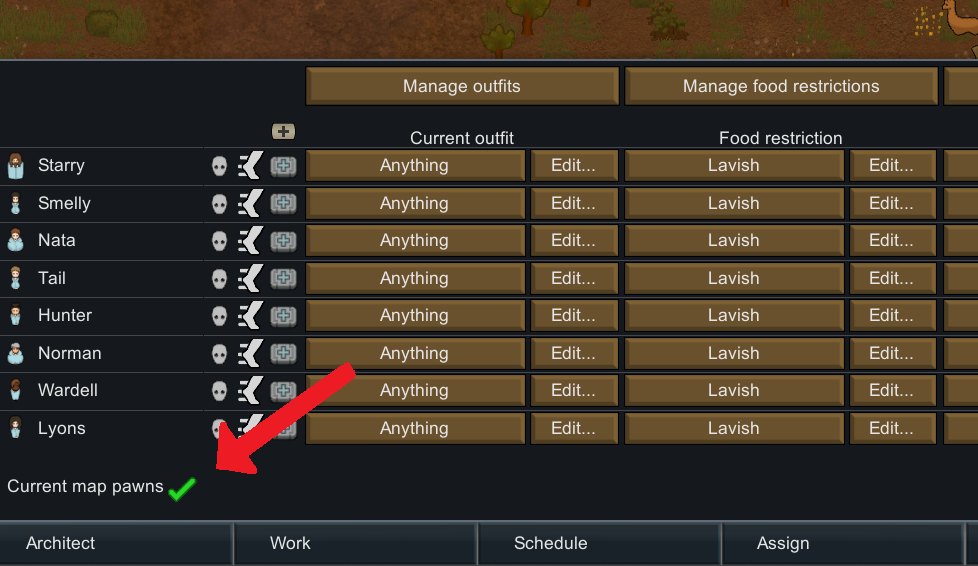 Manage outfits Manage food restrictions
Current outfit Food restriction
Starry Anything Edit... Lavish Edit...
Smelly Anything Edit... Lavish Edit...
Nata Anything Edit... Lavish Edit...
Tail Anything Edit... Lavish Edit...
Hunter Anything Edit... Lavish Edit...
Norman Anything Edit... Lavish Edit...
Wardell Anything Edit... Lavish Edit...
Lyons Anything Edit... Lavish Edit...
Current map pawns
Architect Work Schedule Assign